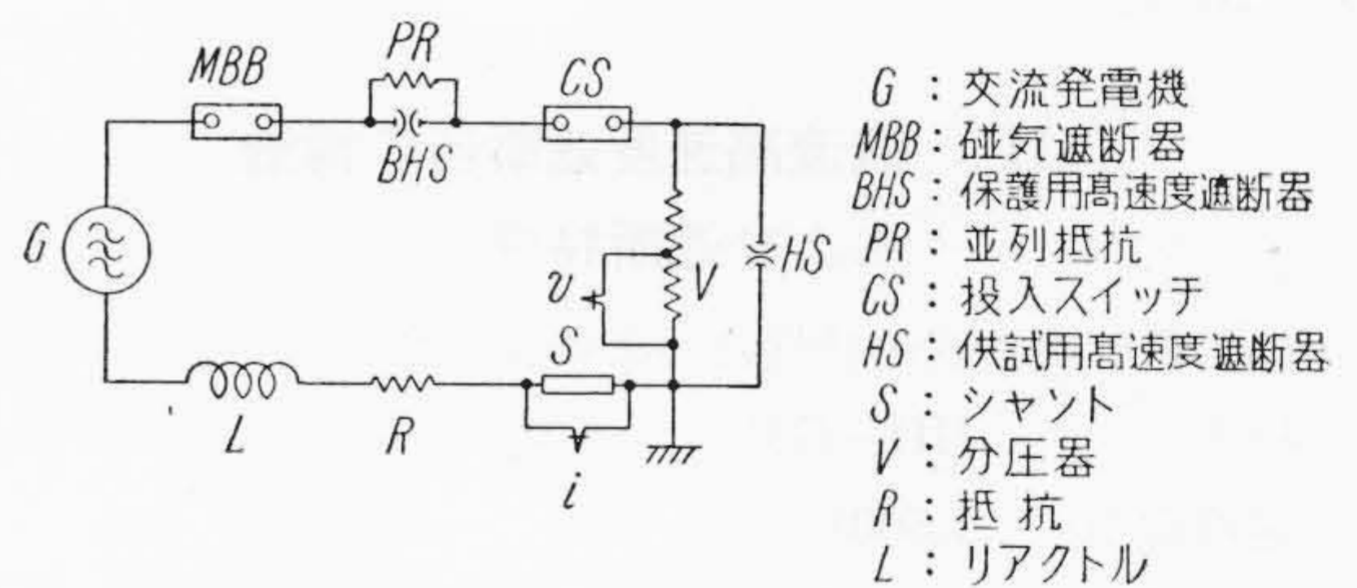 PR
MBB
CS
BHS
G
HS
v
V
S
L
R
i
G : 交流発電機
MBB : 磁気遮断器
BHS : 保護用高速度遮断器
PR : 並列抵抗
CS : 投入スイッチ
HS : 供試用高速度遮断器
S : シャント
V : 分圧器
R : 抵抗
L : リアクトル